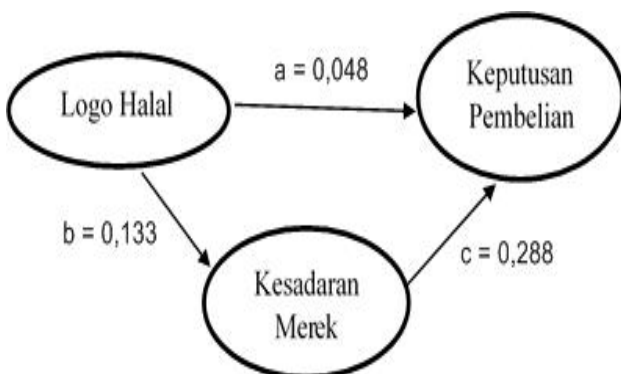 a = 0,048
Logo Halal
Keputusan
Pembelian
b = 0,133
c = 0,288
Kesadaran
Merek